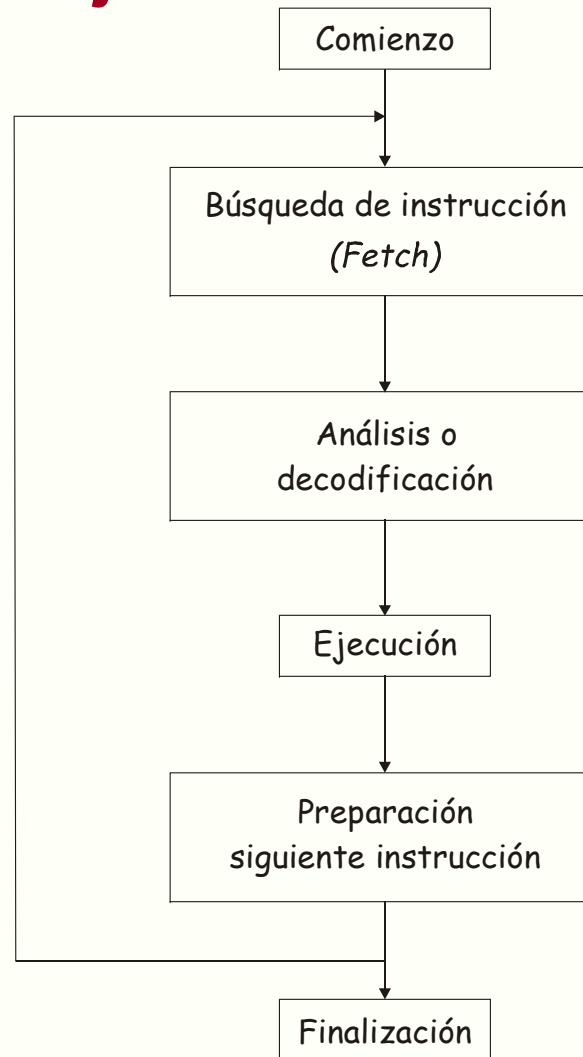 Comienzo
Búsqueda de instrucción
(Fetch)
Análisis o
decodificación
Ejecución
Preparación
siguiente instrucción
Finalización